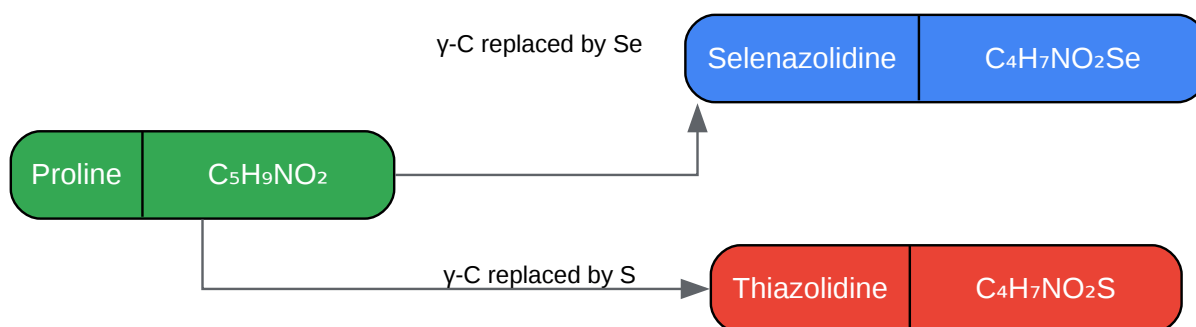 γ-C replaced by Se
Selenazolidine C₄H₇NO₂Se
Proline C₅H₉NO₂
γ-C replaced by S
Thiazolidine C₄H₇NO₂S